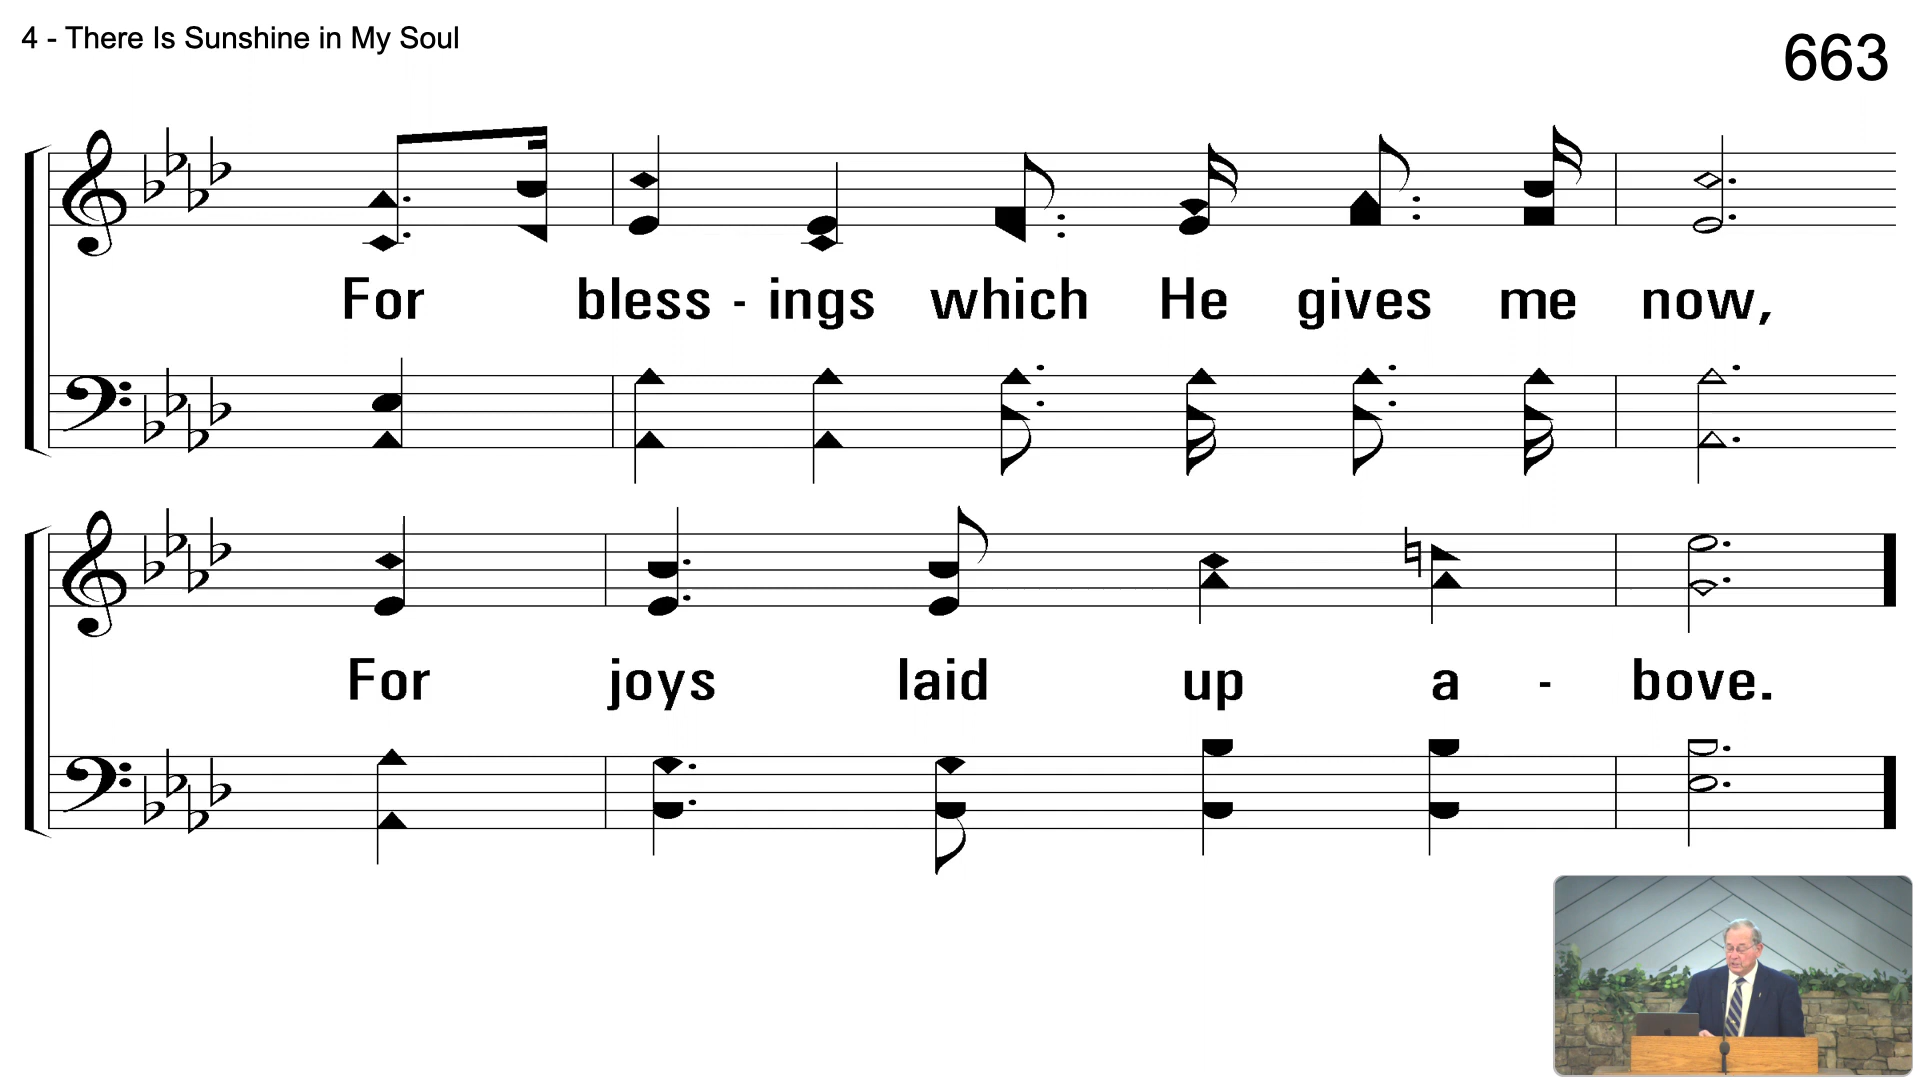 4 - There Is Sunshine in My Soul
663
For bless - ings which He gives me now,
For joys laid up a - bove.